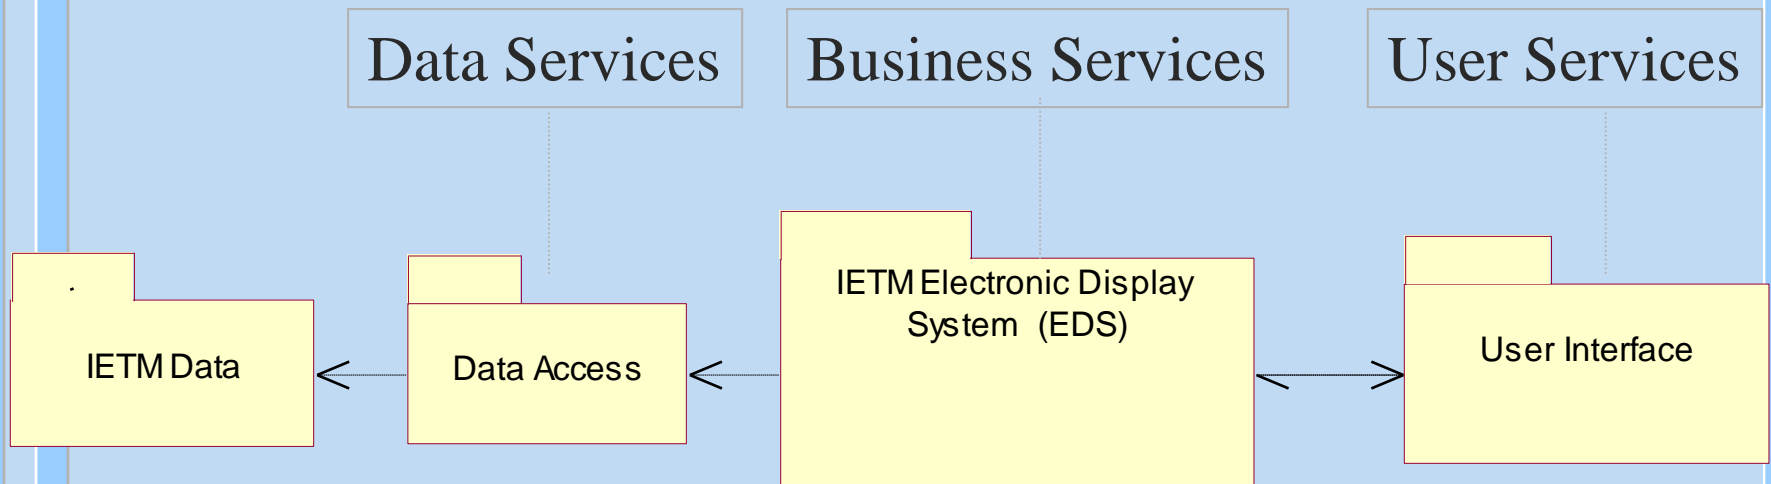 Data Services
Business Services
User Services
IETM Data
Data Access
IETM Electronic Display
System (EDS)
User Interface